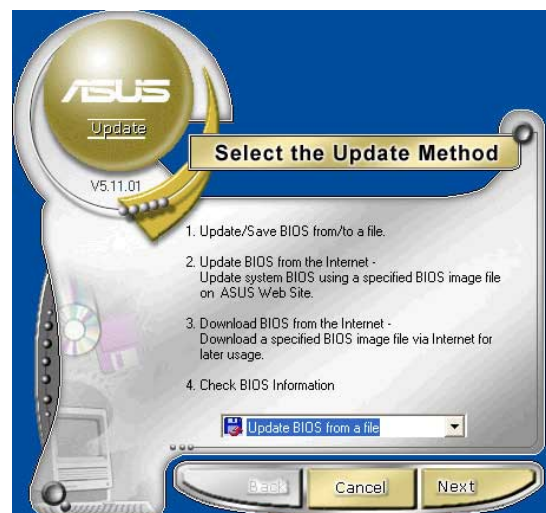 ASUS
Update
V5.11.01
Select the Update Method
1. Update/Save BIOS from/to a file.
2. Update BIOS from the Internet -
Update system BIOS using a specified BIOS image file
on ASUS Web Site.
3. Download BIOS from the Internet -
Download a specified BIOS image file via Internet for
later usage.
4. Check BIOS Information
Update BIOS from a file
Back
Cancel
Next